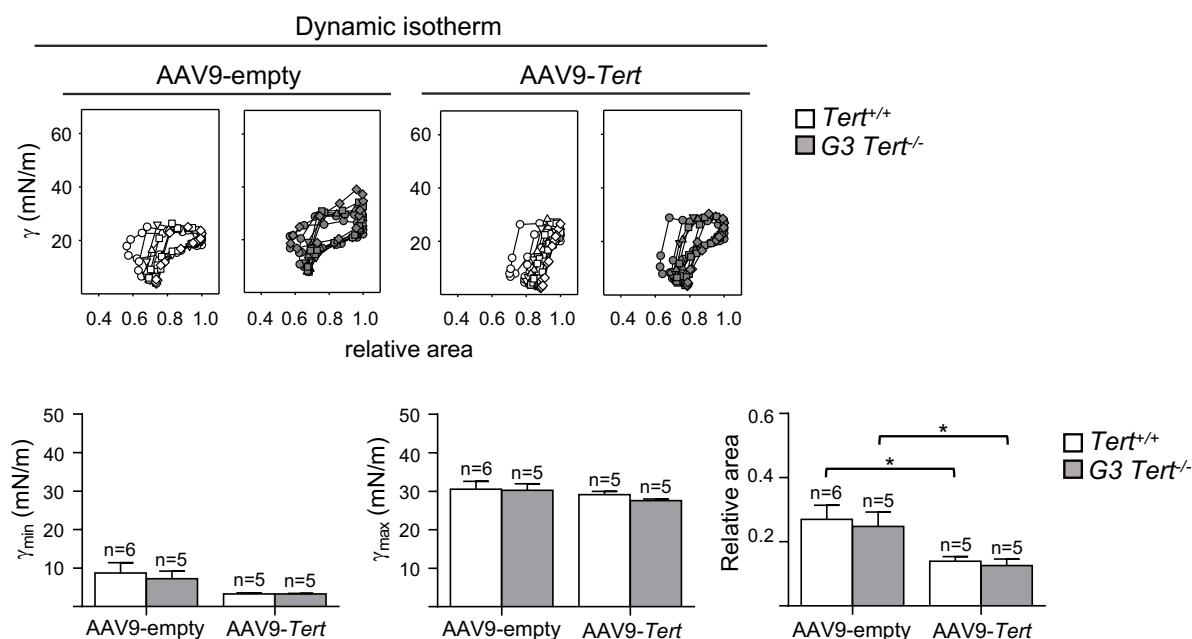 Dynamic isotherm
AAV9-empty
AAV9-Tert
Tert+/+
G3 Tert-/-
γ (mN/m)
60
40
20
60
40
20
0.4 0.6 0.8 1.0
0.4 0.6 0.8 1.0
0.4 0.6 0.8 1.0
0.4 0.6 0.8 1.0
relative area
γmin (mN/m)
50
40
30
20
10
n=6
n=5
n=5
n=5
AAV9-empty
AAV9-Tert
γmax (mN/m)
50
40
30
20
10
n=6
n=5
n=5
n=5
AAV9-empty
AAV9-Tert
Relative area
0.6
0.4
0.2
*
*
n=6
n=5
n=5
n=5
AAV9-empty
AAV9-Tert
Tert+/+
G3 Tert-/-